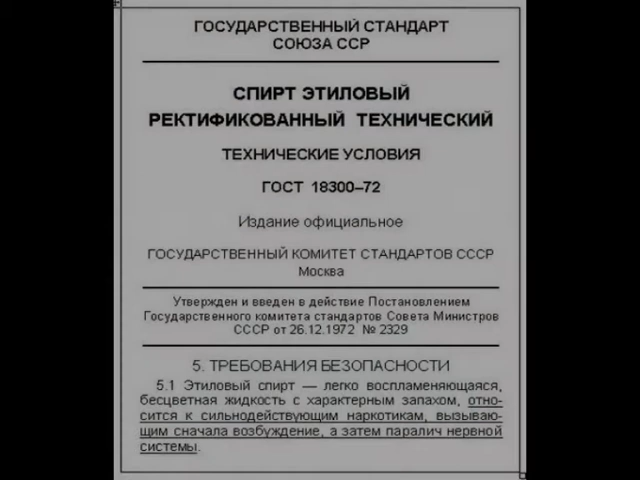 ГОСУДАРСТВЕННЫЙ СТАНДАРТ
СОЮЗА ССР
СПИРТ ЭТИЛОВЫЙ
РЕКТИФИКОВАННЫЙ ТЕХНИЧЕСКИЙ
ТЕХНИЧЕСКИЕ УСЛОВИЯ
ГОСТ 18300–72
Издание официальное
ГОСУДАРСТВЕННЫЙ КОМИТЕТ СТАНДАРТОВ СССР
Москва
Утвержден и введен в действие Постановлением
Государственного комитета стандартов Совета Министров
СССР от 26.12.1972 № 2329
5. ТРЕБОВАНИЯ БЕЗОПАСНОСТИ
5.1 Этиловый спирт — легко воспламеняющаяся,
бесцветная жидкость с характерным запахом, отно-
сится к сильнодействующим наркотикам, вызываю-
щим сначала возбуждение, а затем паралич нервной
системы.